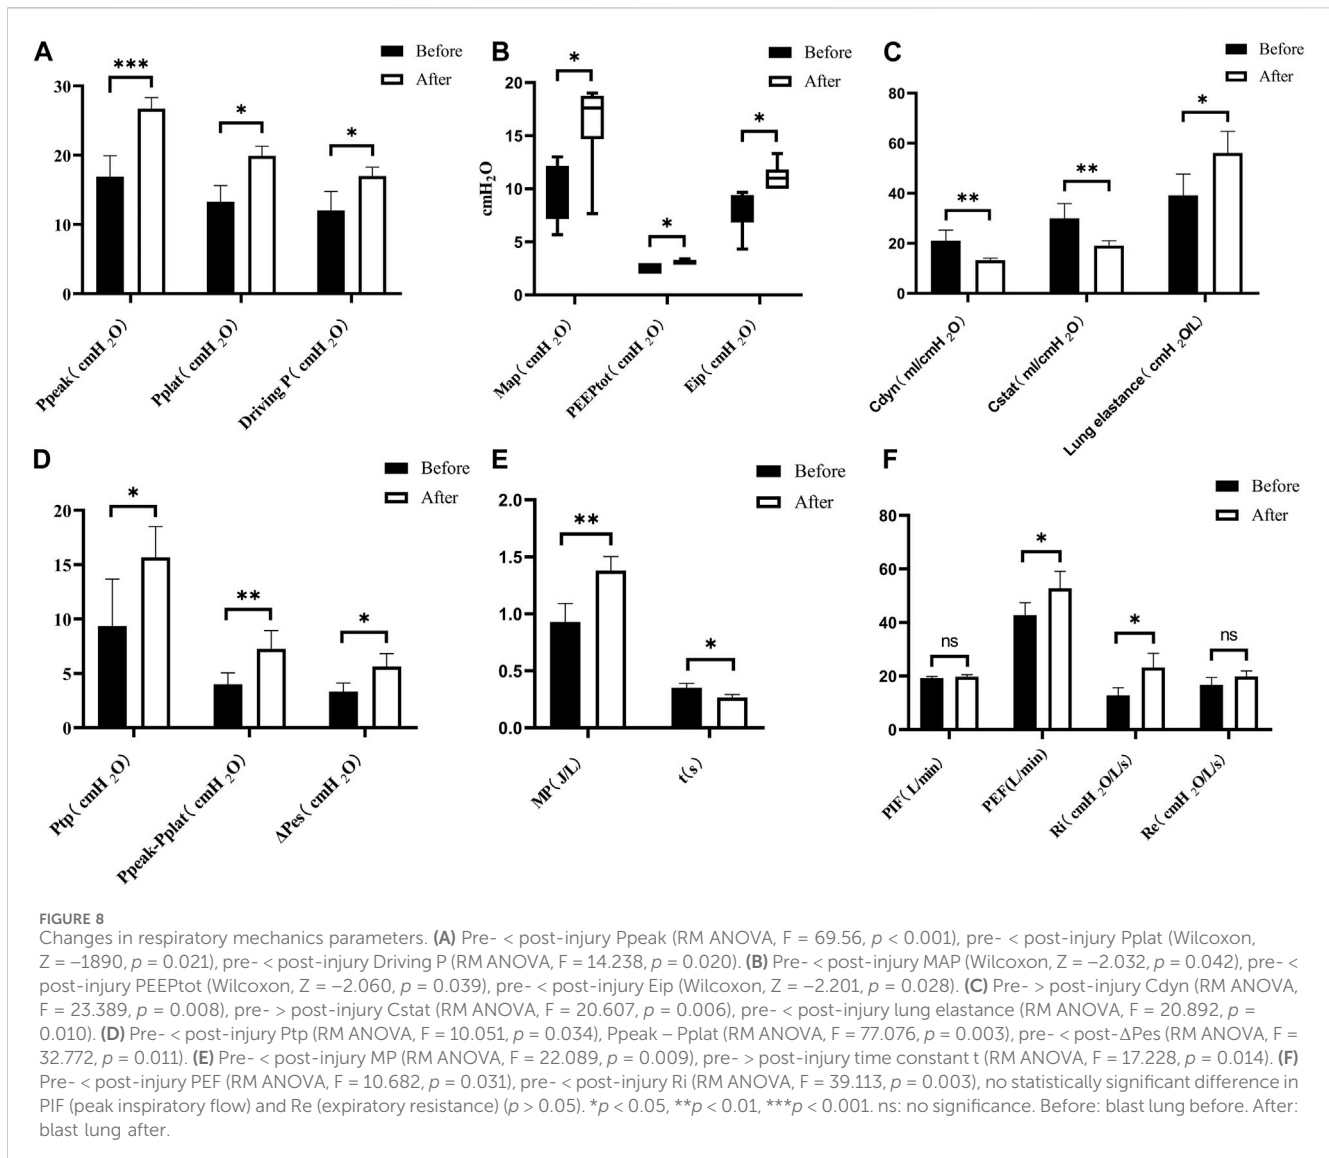 A
Before
After
***
*
*
30
20
10
0
Ppeak( cmH2O)
Pplat( cmH2O)
Driving P( cmH2O)
B
Before
After
*
*
*
cmH2O
20
15
10
5
0
Map( cmH2O)
PEEPtot( cmH2O)
Eip( cmH2O)
C
Before
After
**
**
*
80
60
40
20
0
Cdyn( ml/cmH2O)
Cstat( ml/cmH2O)
Lung elastance( cmH2O/L)
D
Before
After
*
**
*
20
15
10
5
0
Ptp( cmH2O)
Ppeak-Pplat( cmH2O)
ΔPes( cmH2O)
E
Before
After
**
*
2.0
1.5
1.0
0.5
0.0
MP( J/L)
t(s)
F
Before
After
ns
*
*
ns
80
60
40
20
0
PIF( L/min)
PEF(L/min)
Ri( cmH2O/L/s)
Re( cmH2O/L/s)
FIGURE 8
Changes in respiratory mechanics parameters. (A) Pre- < post-injury Ppeak (RM ANOVA, F = 69.56, p < 0.001), pre- < post-injury Pplat (Wilcoxon,
Z = −1890, p = 0.021), pre- < post-injury Driving P (RM ANOVA, F = 14.238, p = 0.020). (B) Pre- < post-injury MAP (Wilcoxon, Z = −2.032, p = 0.042), pre- <
post-injury PEEPtot (Wilcoxon, Z = −2.060, p = 0.039), pre- < post-injury Eip (Wilcoxon, Z = −2.201, p = 0.028). (C) Pre- > post-injury Cdyn (RM ANOVA,
F = 23.389, p = 0.008), pre- > post-injury Cstat (RM ANOVA, F = 20.607, p = 0.006), pre- < post-injury lung elastance (RM ANOVA, F = 20.892, p =
0.010). (D) Pre- < post-injury Ptp (RM ANOVA, F = 10.051, p = 0.034), Ppeak – Pplat (RM ANOVA, F = 77.076, p = 0.003), pre- < post-ΔPes (RM ANOVA, F =
32.772, p = 0.011). (E) Pre- < post-injury MP (RM ANOVA, F = 22.089, p = 0.009), pre- > post-injury time constant t (RM ANOVA, F = 17.228, p = 0.014). (F)
Pre- < post-injury PEF (RM ANOVA, F = 10.682, p = 0.031), pre- < post-injury Ri (RM ANOVA, F = 39.113, p = 0.003), no statistically significant difference in
PIF (peak inspiratory flow) and Re (expiratory resistance) (p > 0.05). *p < 0.05, **p < 0.01, ***p < 0.001. ns: no significance. Before: blast lung before. After:
blast lung after.